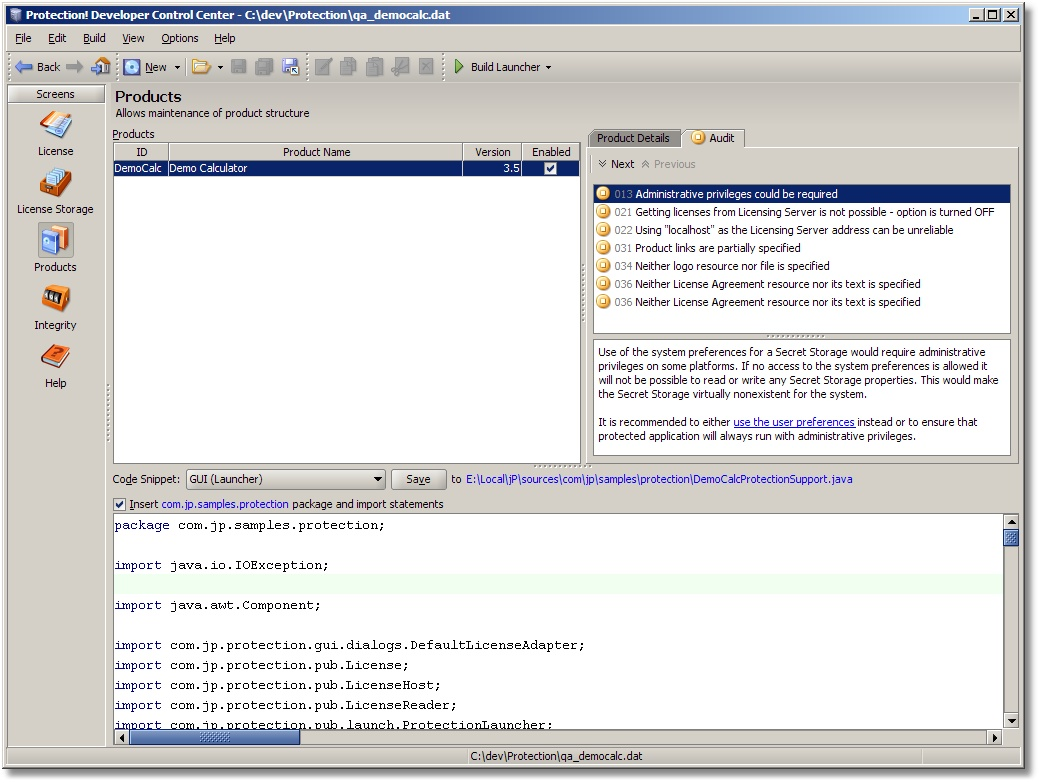 Protection! Developer Control Center - C:\dev\Protection\qa_democalc.dat
File Edit Build View Options Help
Back New Build Launcher
Screens
License
License Storage
Products
Integrity
Help
Products
Allows maintenance of product structure
Products
ID Product Name Version Enabled
DemoCalc Demo Calculator 3.5
Product Details Audit
Next Previous
013 Administrative privileges could be required
021 Getting licenses from Licensing Server is not possible - option is turned OFF
022 Using "localhost" as the Licensing Server address can be unreliable
031 Product links are partially specified
034 Neither logo resource nor file is specified
036 Neither License Agreement resource nor its text is specified
036 Neither License Agreement resource nor its text is specified
Use of the system preferences for a Secret Storage would require administrative
privileges on some platforms. If no access to the system preferences is allowed it
will not be possible to read or write any Secret Storage properties. This would make
the Secret Storage virtually nonexistent for the system.
It is recommended to either use the user preferences instead or to ensure that
protected application will always run with administrative privileges.
Code Snippet: GUI (Launcher) Save to E:\Local\jP\sources\com\jp\samples\protection\DemoCalcProtectionSupport.java
Insert com.jp.samples.protection package and import statements
package com.jp.samples.protection;
import java.io.IOException;
import java.awt.Component;
import com.jp.protection.gui.dialogs.DefaultLicenseAdapter;
import com.jp.protection.pub.License;
import com.jp.protection.pub.LicenseHost;
import com.jp.protection.pub.LicenseReader;
import com.jp.protection.pub.launch.ProtectionLauncher;
C:\dev\Protection\qa_democalc.dat